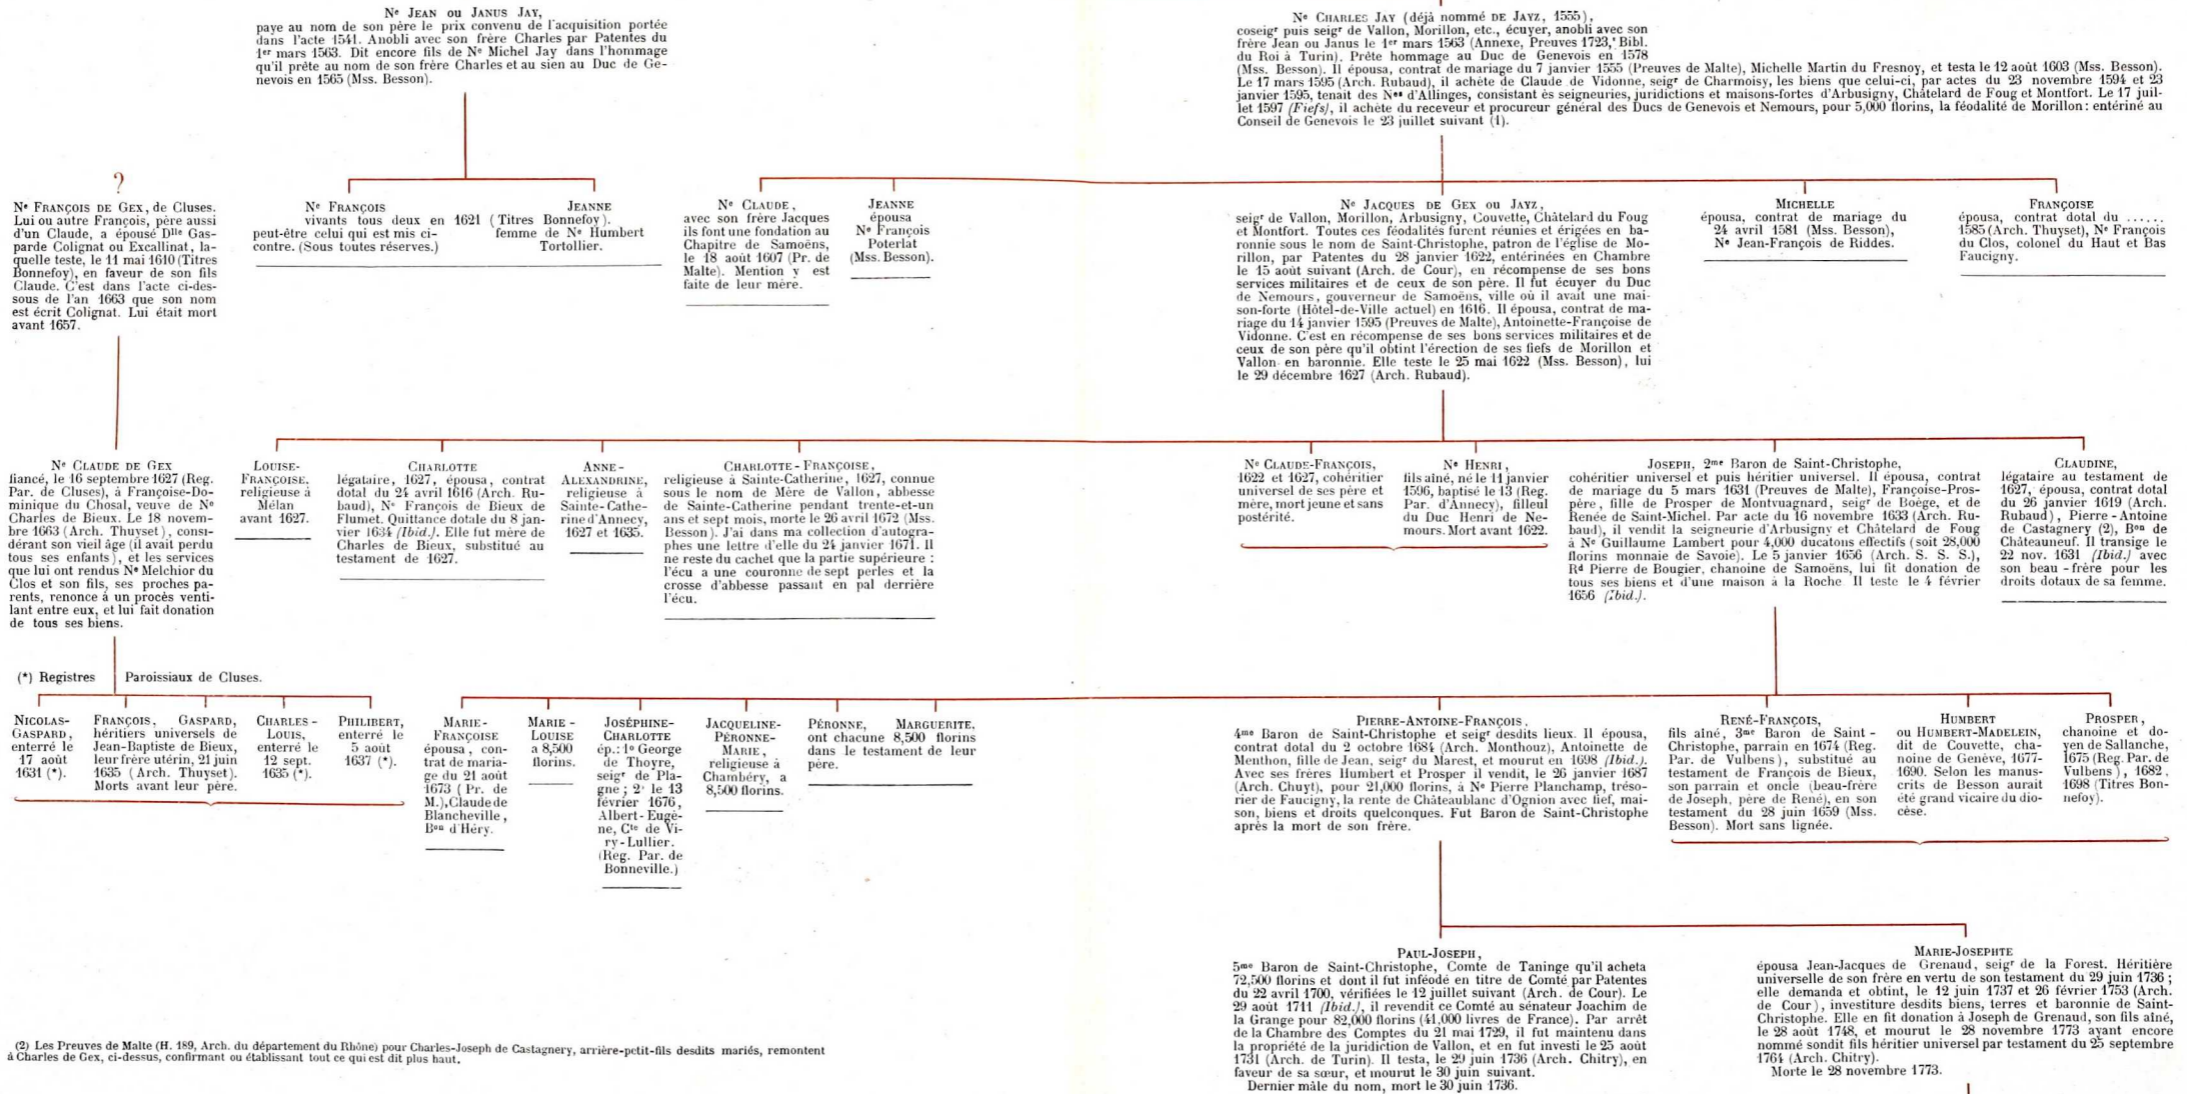 Nᵉ JEAN OU JANUS JAY,
paye au nom de son père le prix convenu de l'acquisition portée
dans l'acte 1541. Anobli avec son frère Charles par Patentes du
1ᵉʳ mars 1563. Dit encore fils de Nᵉ Michel Jay dans l'hommage
qu'il prête au nom de son frère Charles et au sien au Duc de Ge-
nevois en 1565 (Mss. Besson).
Nᵉ CHARLES JAY (déjà nommé DE JAYZ, 1555),
coseigʳ puis seigʳ de Vallon, Morillon, etc., écuyer, anobli avec son
frère Jean ou Janus le 1ᵉʳ mars 1563 (Annexe, Preuves 1723, Bibl.
du Roi à Turin). Prête hommage au Duc de Genevois en 1578
(Mss. Besson). Il épousa, contrat de mariage du 7 janvier 1555 (Preuves de Malte), Michelle Martin du Fresnoy, et testa le 12 août 1603 (Mss. Besson).
Le 17 mars 1595 (Arch. Rubaud), il achète de Claude de Vidonne, seigʳ de Charmoisy, les biens que celui-ci, par actes du 23 novembre 1594 et 23
janvier 1595, tenait des Nᵉˢ d'Allinges, consistant ès seigneuries, juridictions et maisons-fortes d'Arbusigny, Châtelard de Foug et Montfort. Le 17 juil-
let 1597 (Fiefs), il achète du receveur et procureur général des Ducs de Genevois et Nemours, pour 5,000 florins, la féodalité de Morillon : entériné au
Conseil de Genevois le 23 juillet suivant (1).
?
Nᵉ FRANÇOIS DE GEX, de Cluses.
Lui ou autre François, père aussi
d'un Claude, a épousé Dˡˡᵉ Gas-
parde Colignat ou Excallinat, la-
quelle teste, le 11 mai 1610 (Titres
Bonnefoy), en faveur de son fils
Claude. C'est dans l'acte ci-des-
sous de l'an 1663 que son nom
est écrit Colignat. Lui était mort
avant 1657.
Nᵉ FRANÇOIS JEANNE
vivants tous deux en 1621 (Titres Bonnefoy).
peut-être celui qui est mis ci- femme de Nᵉ Humbert
contre. (Sous toutes réserves.) Tortollier.
Nᵉ CLAUDE,
avec son frère Jacques
ils font une fondation au
Chapitre de Samoëns,
le 18 août 1607 (Pr. de
Malte). Mention y est
faite de leur mère.
JEANNE
épousa
Nᵉ François
Poterlat
(Mss. Besson).
Nᵉ JACQUES DE GEX OU JAYZ,
seigʳ de Vallon, Morillon, Arbusigny, Couvette, Châtelard du Foug
et Montfort. Toutes ces féodalités furent réunies et érigées en ba-
ronnie sous le nom de Saint-Christophe, patron de l'église de Mo-
rillon, par Patentes du 28 janvier 1622, entérinées en Chambre
le 15 août suivant (Arch. de Cour), en récompense de ses bons
services militaires et de ceux de son père. Il fut écuyer du Duc
de Nemours, gouverneur de Samoëns, ville où il avait une mai-
son-forte (Hôtel-de-Ville actuel) en 1616. Il épousa, contrat de ma-
riage du 14 janvier 1595 (Preuves de Malte), Antoinette-Françoise de
Vidonne. C'est en récompense de ses bons services militaires et de
ceux de son père qu'il obtint l'érection de ses fiefs de Morillon et
Vallon en baronnie. Elle teste le 25 mai 1622 (Mss. Besson), lui
le 29 décembre 1627 (Arch. Rubaud).
MICHELLE
épousa, contrat de mariage du
24 avril 1581 (Mss. Besson),
Nᵉ Jean-François de Riddes.
FRANÇOISE
épousa, contrat dotal du ......
1585 (Arch. Thuyset), Nᵉ François
du Clos, colonel du Haut et Bas
Faucigny.
Nᵉ CLAUDE DE GEX
fiancé, le 16 septembre 1627 (Reg.
Par. de Cluses), à Françoise-Do-
minique du Chosal, veuve de Nᵉ
Charles de Bieux. Le 18 novem-
bre 1663 (Arch. Thuyset), consi-
dérant son vieil âge (il avait perdu
tous ses enfants), et les services
que lui ont rendus Nᵉ Melchior du
Clos et son fils, ses proches pa-
rents, renonce à un procès venti-
lant entre eux, et lui fait donation
de tous ses biens.
LOUISE-
FRANÇOISE,
religieuse à
Mélan
avant 1627.
CHARLOTTE
légataire, 1627, épousa, contrat
dotal du 24 avril 1616 (Arch. Ru-
baud), Nᵉ François de Bieux de
Flumet. Quittance dotale du 8 jan-
vier 1634 (Ibid.). Elle fut mère de
Charles de Bieux, substitué au
testament de 1627.
ANNE-
ALEXANDRINE,
religieuse à
Sainte-Cathe-
rine d'Annecy,
1627 et 1635.
CHARLOTTE-FRANÇOISE,
religieuse à Sainte-Catherine, 1627, connue
sous le nom de Mère de Vallon, abbesse
de Sainte-Catherine pendant trente-et-un
ans et sept mois, morte le 26 avril 1672 (Mss.
Besson). J'ai dans ma collection d'autogra-
phes une lettre d'elle du 24 janvier 1671. Il
ne reste du cachet que la partie supérieure :
l'écu a une couronne de sept perles et la
crosse d'abbesse passant en pal derrière
l'écu.
Nᵉ CLAUDE-FRANÇOIS,
1622 et 1627, cohéritier
universel de ses père et
mère, mort jeune et sans
postérité.
Nᵉ HENRI,
fils aîné, né le 11 janvier
1596, baptisé le 13 (Reg.
Par. d'Annecy), filleul
du Duc Henri de Ne-
mours. Mort avant 1622.
JOSEPH, 2ᵐᵉ Baron de Saint-Christophe,
cohéritier universel et puis héritier universel. Il épousa, contrat
de mariage du 5 mars 1631 (Preuves de Malte), Françoise-Pros-
père, fille de Prosper de Montvuagnard, seigʳ de Boëge, et de
Renée de Saint-Michel. Par acte du 16 novembre 1633 (Arch. Ru-
baud), il vendit la seigneurie d'Arbusigny et Châtelard de Foug
à Nᵉ Guillaume Lambert pour 4,000 ducatons effectifs (soit 28,000
florins monnaie de Savoie). Le 5 janvier 1656 (Arch. S. S. S.),
Rᵈ Pierre de Bougier, chanoine de Samoëns, lui fit donation de
tous ses biens et d'une maison à la Roche Il teste le 4 février
1656 (Ibid.).
CLAUDINE,
légataire au testament de
1627, épousa, contrat dotal
du 26 janvier 1619 (Arch.
Rubaud), Pierre-Antoine
de Castagnery (2), Bᵒⁿ de
Châteauneuf. Il transige le
22 nov. 1631 (Ibid.) avec
son beau-frère pour les
droits dotaux de sa femme.
(*) Registres Paroissiaux de Cluses.
NICOLAS-
GASPARD,
enterré le
17 août
1631 (*).
FRANÇOIS, GASPARD,
héritiers universels de
Jean-Baptiste de Bieux,
leur frère utérin, 21 juin
1635 (Arch. Thuyset).
Morts avant leur père.
CHARLES-
LOUIS,
enterré le
12 sept.
1635 (*).
PHILIBERT,
enterré le
5 août
1637 (*).
MARIE-
FRANÇOISE
épousa, con-
trat de maria-
ge du 21 août
1673 (Pr. de
M.), Claude de
Blancheville,
Bᵒⁿ d'Héry.
MARIE-
LOUISE
a 8,500
florins.
JOSÉPHINE-
CHARLOTTE
ép.: 1º George
de Thoyre,
seigʳ de Pla-
gne ; 2º le 13
février 1676,
Albert-Eugè-
ne, Cᵗᵉ de Vi-
ry-Lullier.
(Reg. Par. de
Bonneville.)
JACQUELINE-
PÉRONNE-
MARIE,
religieuse à
Chambéry, a
8,500 florins.
PÉRONNE, MARGUERITE,
ont chacune 8,500 florins
dans le testament de leur
père.
PIERRE-ANTOINE-FRANÇOIS,
4ᵐᵉ Baron de Saint-Christophe et seigʳ desdits lieux. Il épousa,
contrat dotal du 2 octobre 1684 (Arch. Monthouz), Antoinette de
Menthon, fille de Jean, seigʳ du Marest, et mourut en 1698 (Ibid.).
Avec ses frères Humbert et Prosper il vendit, le 26 janvier 1687
(Arch. Chuyt), pour 21,000 florins, à Nᵉ Pierre Planchamp, tréso-
rier de Faucigny, la rente de Châteaublanc d'Ognion avec fief, mai-
son, biens et droits quelconques. Fut Baron de Saint-Christophe
après la mort de son frère.
RENÉ-FRANÇOIS,
fils aîné, 3ᵐᵉ Baron de Saint-
Christophe, parrain en 1674 (Reg.
Par. de Vulbens), substitué au
testament de François de Bieux,
son parrain et oncle (beau-frère
de Joseph, père de René), en son
testament du 28 juin 1659 (Mss.
Besson). Mort sans lignée.
HUMBERT
ou HUMBERT-MADELEIN,
dit de Couvette, cha-
noine de Genève, 1677-
1690. Selon les manus-
crits de Besson aurait
été grand vicaire du dio-
cèse.
PROSPER,
chanoine et do-
yen de Sallanche,
1675 (Reg. Par. de
Vulbens), 1682,
1698 (Titres Bon-
nefoy).
PAUL-JOSEPH,
5ᵐᵉ Baron de Saint-Christophe, Comte de Taninge qu'il acheta
72,500 florins et dont il fut inféodé en titre de Comté par Patentes
du 22 avril 1700, vérifiées le 12 juillet suivant (Arch. de Cour). Le
29 août 1711 (Ibid.), il revendit ce Comté au sénateur Joachim de
la Grange pour 82,000 florins (41,000 livres de France). Par arrêt
de la Chambre des Comptes du 21 mai 1729, il fut maintenu dans
la propriété de la juridiction de Vallon, et en fut investi le 25 août
1731 (Arch. de Turin). Il testa, le 29 juin 1736 (Arch. Chitry), en
faveur de sa sœur, et mourut le 30 juin suivant.
Dernier mâle du nom, mort le 30 juin 1736.
MARIE-JOSEPHTE
épousa Jean-Jacques de Grenaud, seigʳ de la Forest. Héritière
universelle de son frère en vertu de son testament du 29 juin 1736 ;
elle demanda et obtint, le 12 juin 1737 et 26 février 1753 (Arch.
de Cour), investiture desdits biens, terres et baronnie de Saint-
Christophe. Elle en fit donation à Joseph de Grenaud, son fils aîné,
le 28 août 1748, et mourut le 28 novembre 1773 ayant encore
nommé sondit fils héritier universel par testament du 25 septembre
1764 (Arch. Chitry).
Morte le 28 novembre 1773.
(2) Les Preuves de Malte (H. 189, Arch. du département du Rhône) pour Charles-Joseph de Castagnery, arrière-petit-fils desdits mariés, remontent
à Charles de Gex, ci-dessus, confirmant ou établissant tout ce qui est dit plus haut.